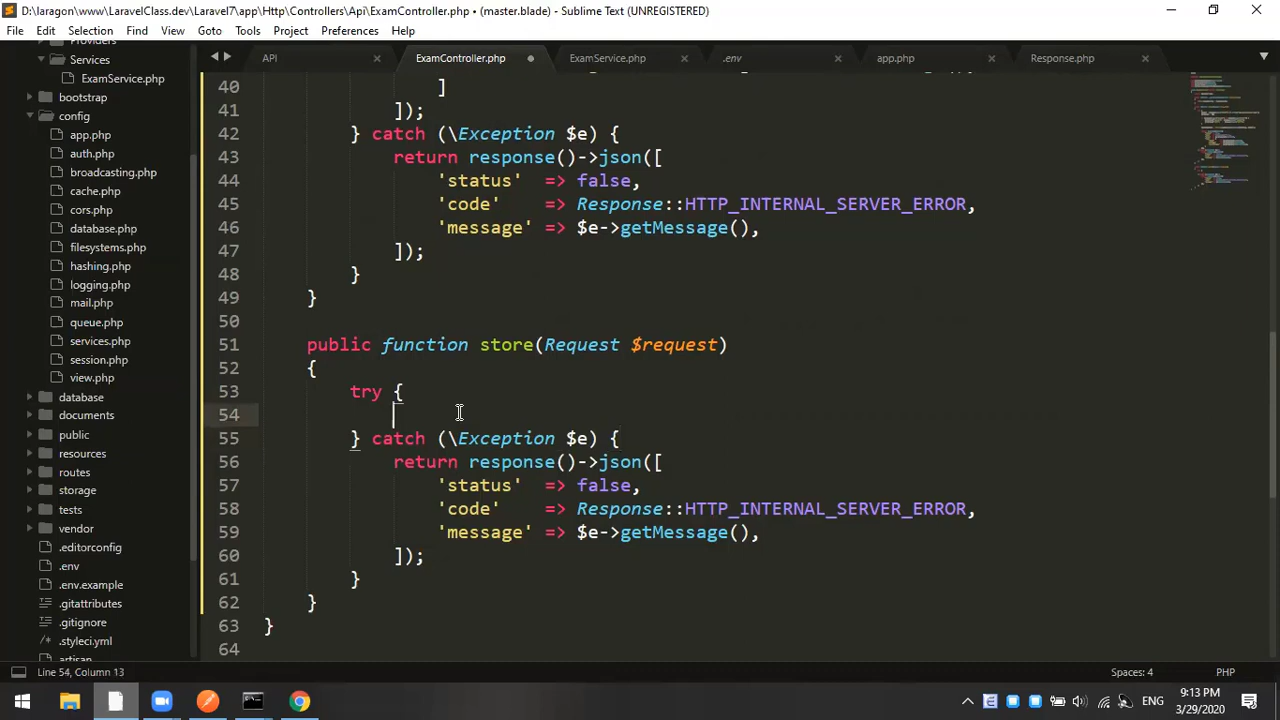 D:\laragon\www\LaravelClass.dev\Laravel7\app\Http\Controllers\Api\ExamController.php • (master.blade) - Sublime Text (UNREGISTERED)
File Edit Selection Find View Goto Tools Project Preferences Help
API ExamController.php ExamService.php .env app.php Response.php
Providers
Services
ExamService.php
bootstrap
config
app.php
auth.php
broadcasting.php
cache.php
cors.php
database.php
filesystems.php
hashing.php
logging.php
mail.php
queue.php
services.php
session.php
view.php
database
documents
public
resources
routes
storage
tests
vendor
.editorconfig
.env
.env.example
.gitattributes
.gitignore
.styleci.yml
artisan
40 ]
41 ]);
42 } catch (\Exception $e) {
43 return response()->json([
44 'status' => false,
45 'code' => Response::HTTP_INTERNAL_SERVER_ERROR,
46 'message' => $e->getMessage(),
47 ]);
48 }
49 }
50
51 public function store(Request $request)
52 {
53 try {
54
55 } catch (\Exception $e) {
56 return response()->json([
57 'status' => false,
58 'code' => Response::HTTP_INTERNAL_SERVER_ERROR,
59 'message' => $e->getMessage(),
60 ]);
61 }
62 }
63 }
64
Line 54, Column 13 Spaces: 4 PHP
ENG
9:13 PM
3/29/2020